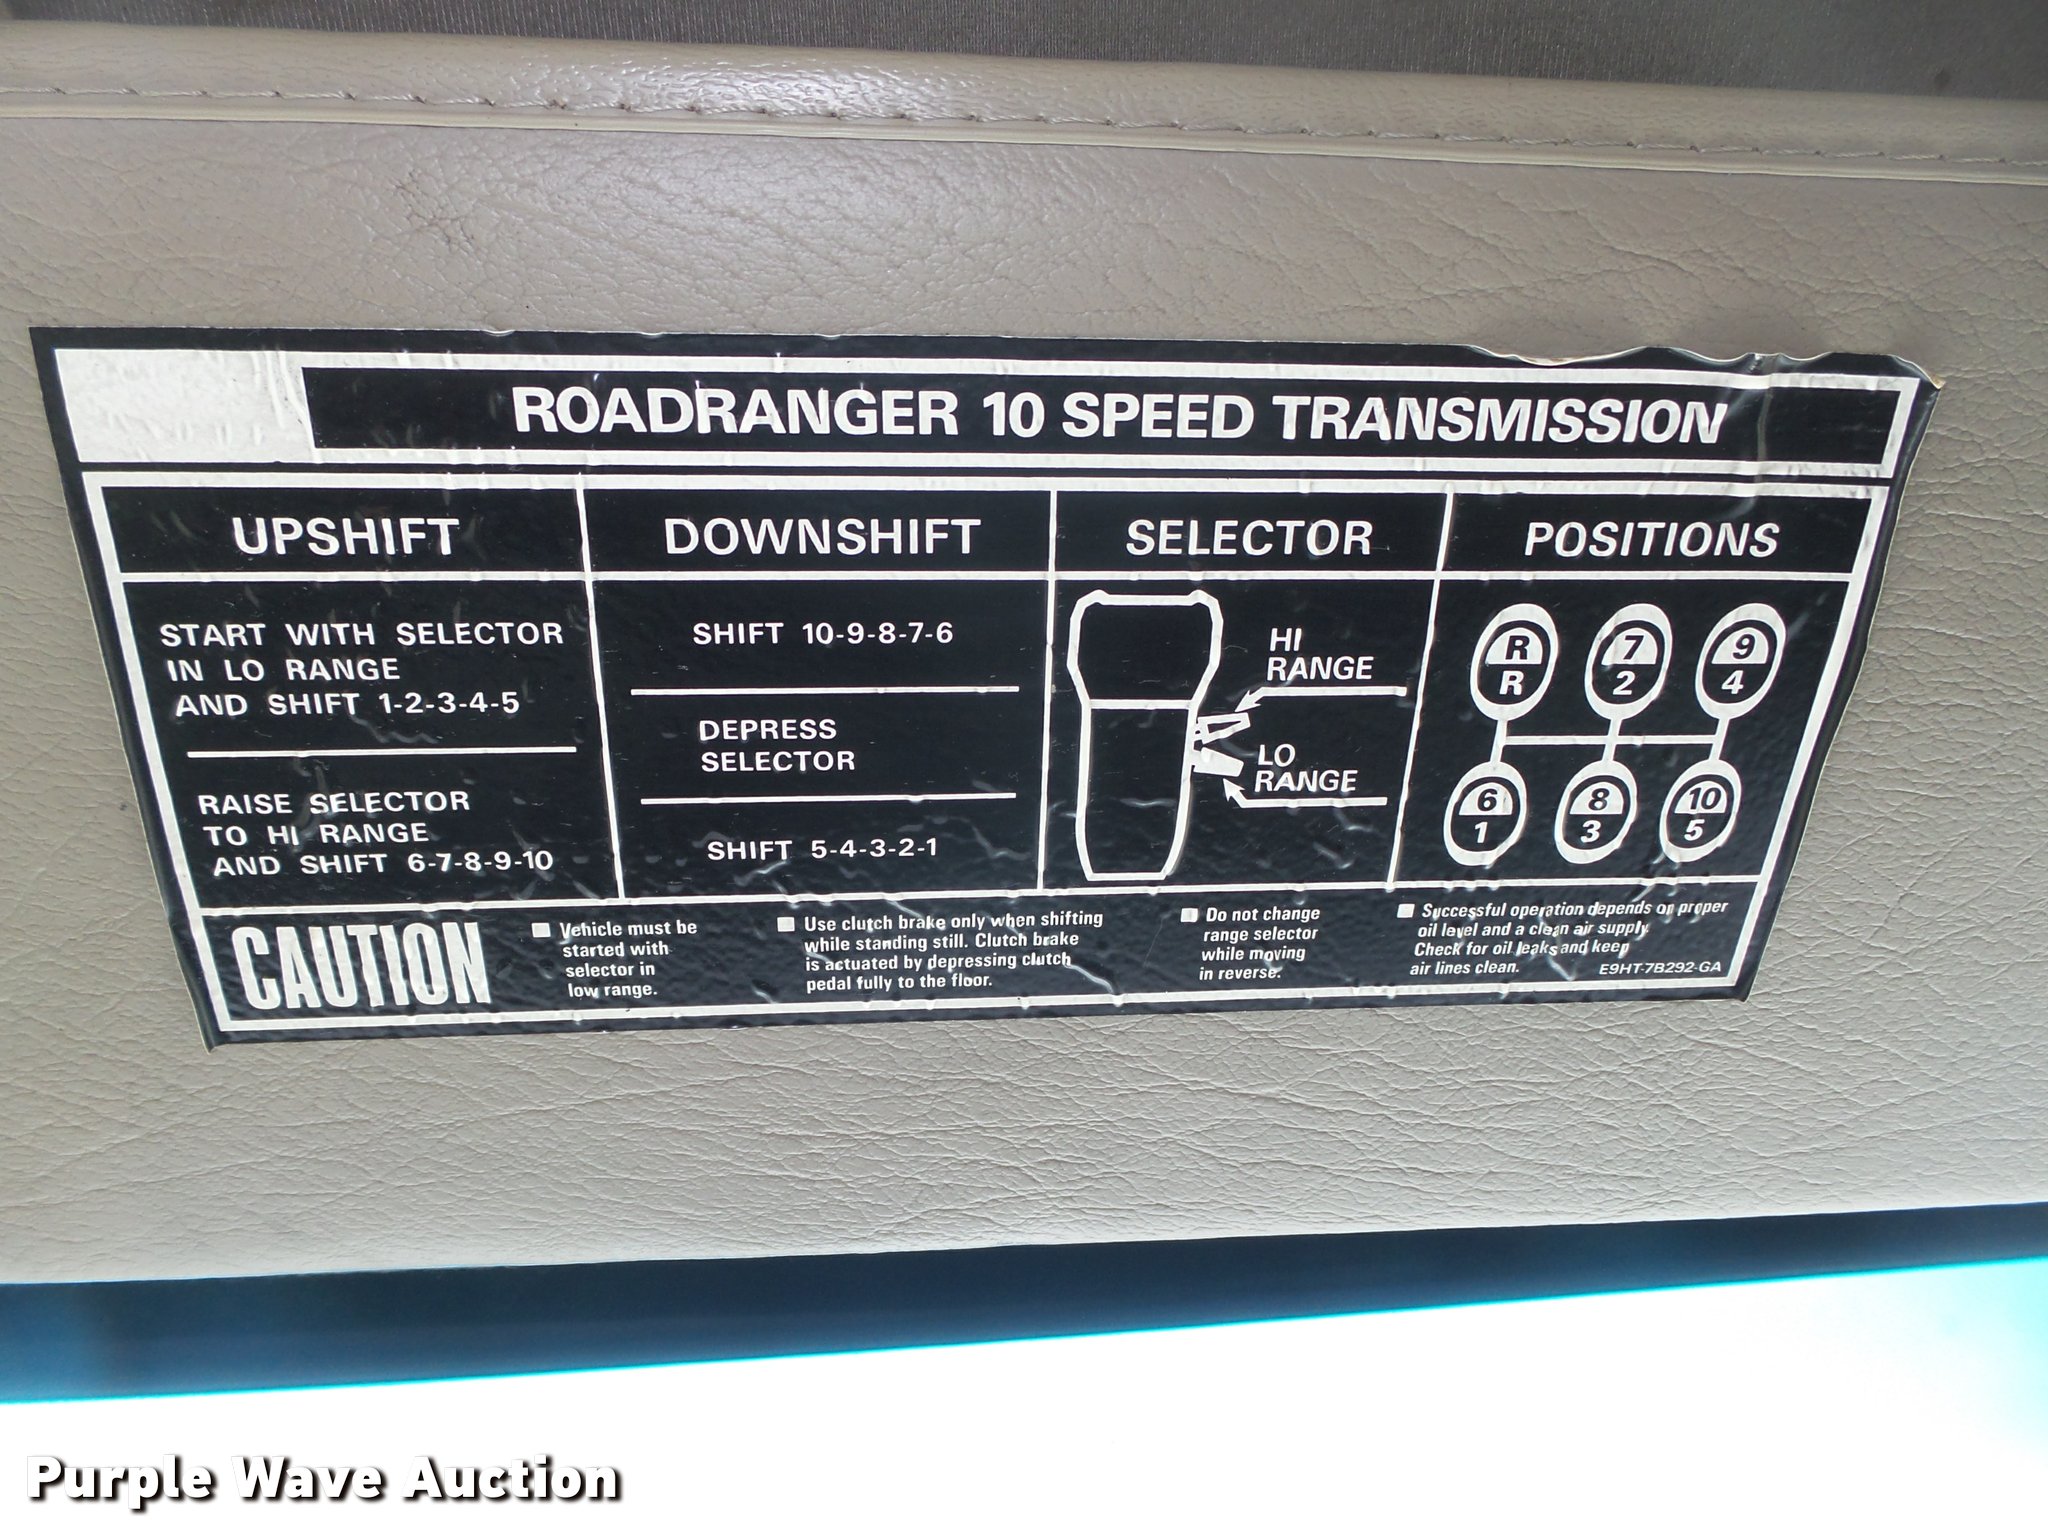 ROADRANGER 10 SPEED TRANSMISSION
UPSHIFT
START WITH SELECTOR
IN LO RANGE
AND SHIFT 1-2-3-4-5
RAISE SELECTOR
TO HI RANGE
AND SHIFT 6-7-8-9-10
DOWNSHIFT
SHIFT 10-9-8-7-6
DEPRESS
SELECTOR
SHIFT 5-4-3-2-1
SELECTOR
HI
RANGE
LO
RANGE
POSITIONS
R 7 9
R 2 4
6 8 10
1 3 5
CAUTION
Vehicle must be
started with
selector in
low range.
Use clutch brake only when shifting
while standing still. Clutch brake
is actuated by depressing clutch
pedal fully to the floor.
Do not change
range selector
while moving
in reverse.
Successful operation depends on proper
oil level and a clean air supply.
Check for oil leaks and keep
air lines clean.
E9HT-7B292-GA
Purple Wave Auction